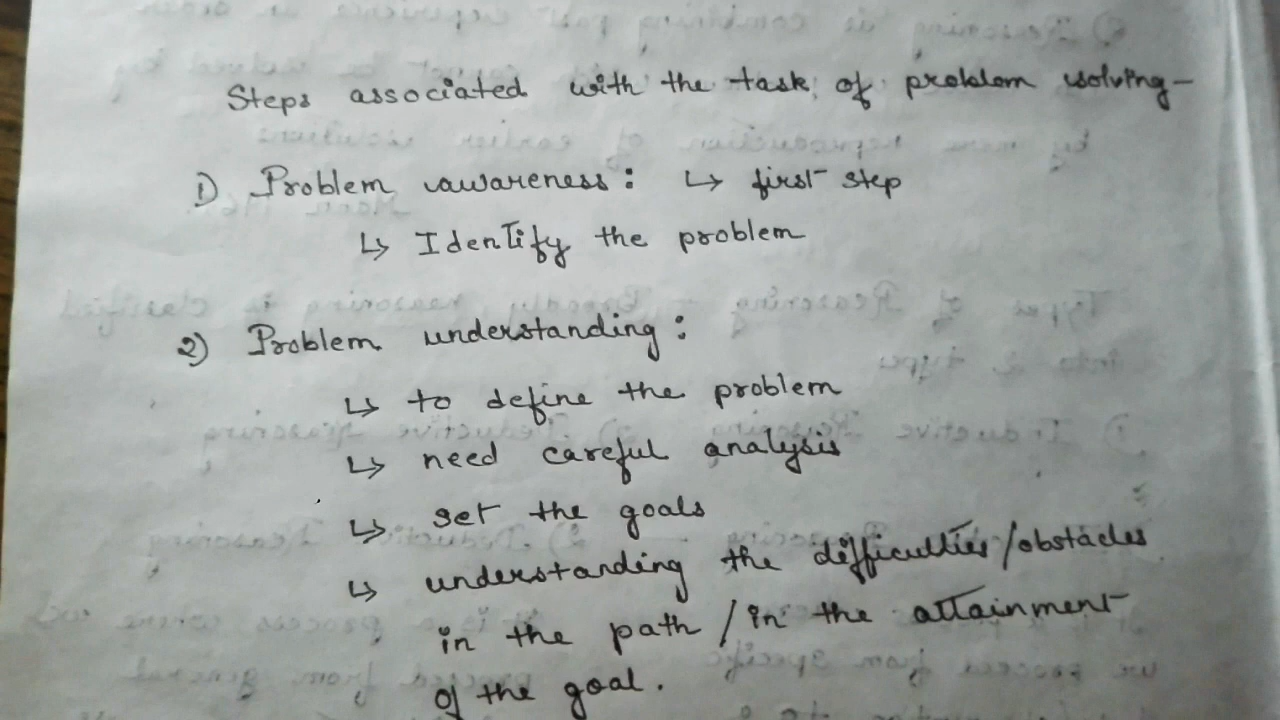 Steps associated with the task of problem solving-
1) Problem awareness: ↳ first step
↳ Identify the problem
2) Problem understanding:
↳ to define the problem
↳ need careful analysis
↳ set the goals
↳ understanding the difficulties/obstacles
in the path / in the attainment
of the goal.